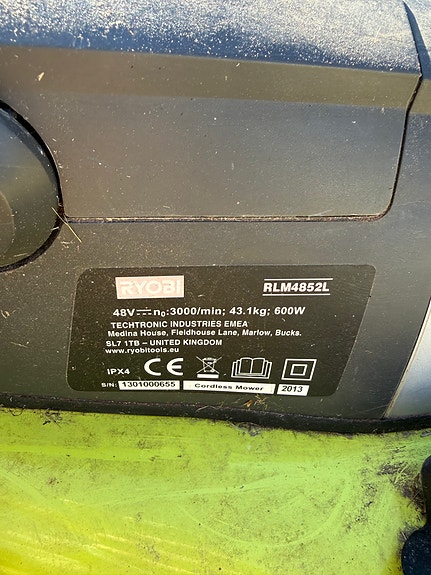 RYOBI RLM4852L
48V⎓n₀:3000/min; 43.1kg; 600W
TECHTRONIC INDUSTRIES EMEA
Medina House, Fieldhouse Lane, Marlow, Bucks.
SL7 1TB – UNITED KINGDOM
www.ryobitools.eu
IPX4 CE
S/N: 1301000655 Cordless Mower 2013